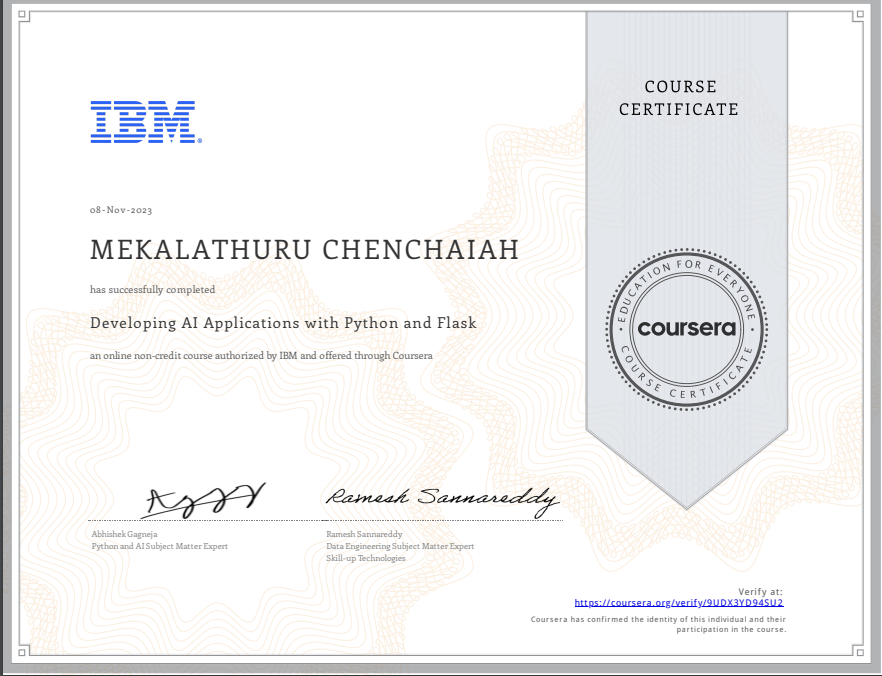 COURSE
CERTIFICATE
IBM®
08-Nov-2023
MEKALATHURU CHENCHAIAH
has successfully completed
Developing AI Applications with Python and Flask
an online non-credit course authorized by IBM and offered through Coursera
EDUCATION FOR EVERYONE
coursera
COURSE CERTIFICATE
Ramesh Sannareddy
Abhishek Gagneja
Python and AI Subject Matter Expert
Ramesh Sannareddy
Data Engineering Subject Matter Expert
Skill-up Technologies
Verify at:
https://coursera.org/verify/9UDX3YD94SU2
Coursera has confirmed the identity of this individual and their
participation in the course.